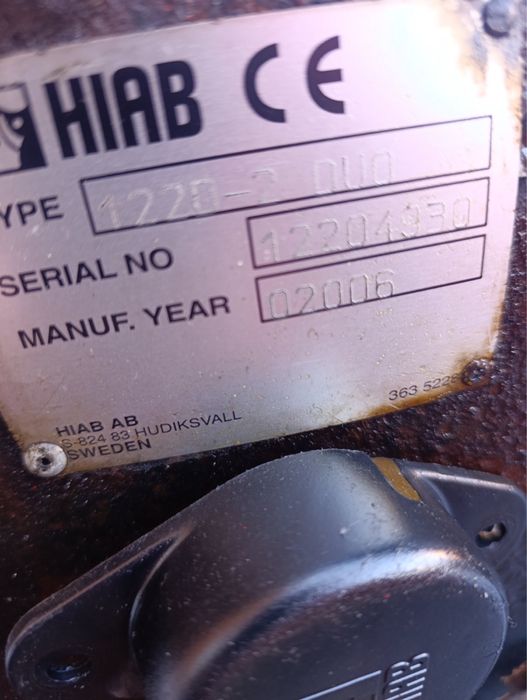 HIAB CE
YPE 1220-2 DUO
SERIAL NO 12204930
MANUF. YEAR 02006
363 5228
HIAB AB
S-824 83 HUDIKSVALL
SWEDEN
HIAB